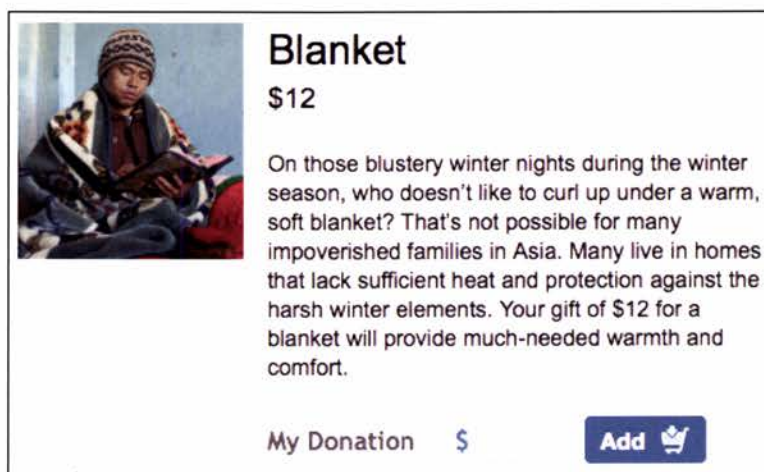 Blanket
$12
On those blustery winter nights during the winter
season, who doesn't like to curl up under a warm,
soft blanket? That's not possible for many
impoverished families in Asia. Many live in homes
that lack sufficient heat and protection against the
harsh winter elements. Your gift of $12 for a
blanket will provide much-needed warmth and
comfort.
My Donation $ Add